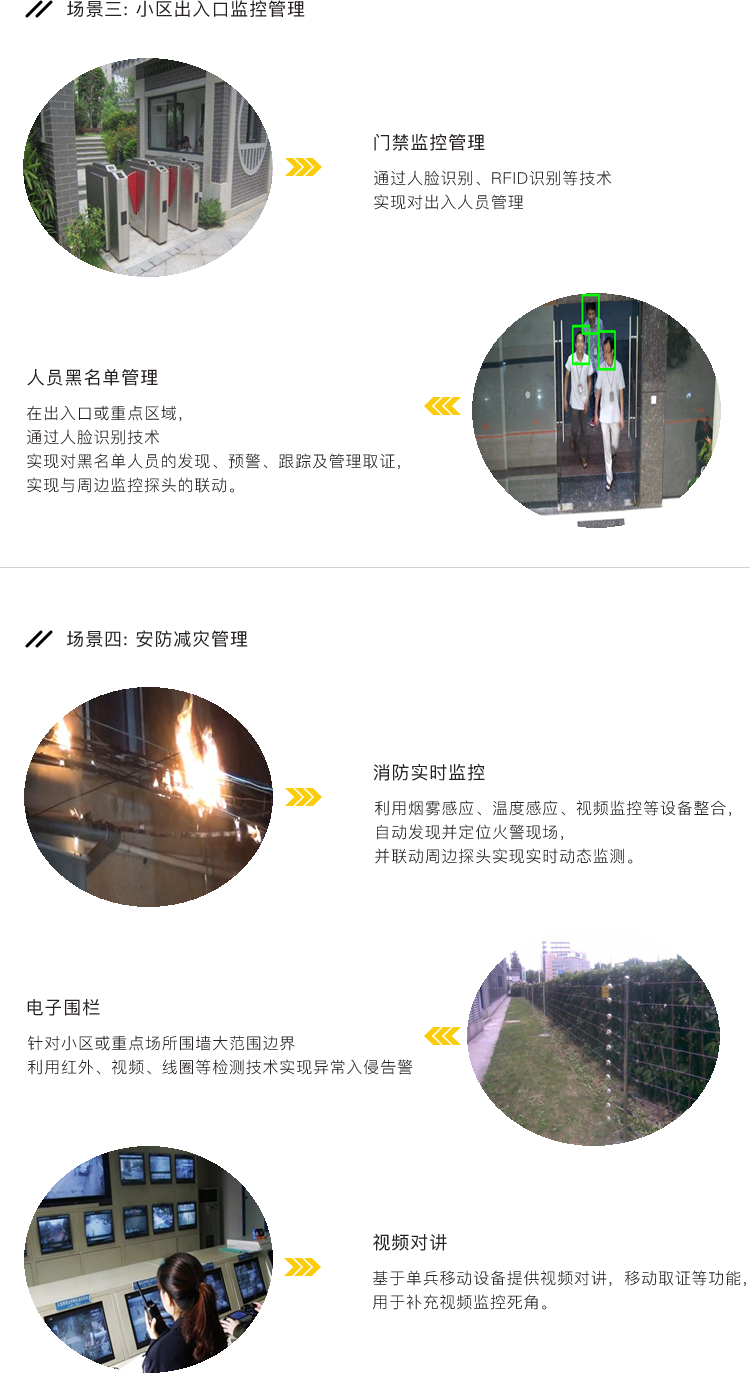 场景三: 小区出入口监控管理
门禁监控管理
通过人脸识别、RFID识别等技术
实现对出入人员管理
人员黑名单管理
在出入口或重点区域，
通过人脸识别技术
实现对黑名单人员的发现、预警、跟踪及管理取证，
实现与周边监控探头的联动。
场景四: 安防减灾管理
消防实时监控
利用烟雾感应、温度感应、视频监控等设备整合，
自动发现并定位火警现场，
并联动周边探头实现实时动态监测。
电子围栏
针对小区或重点场所围墙大范围边界
利用红外、视频、线圈等检测技术实现异常入侵告警
视频对讲
基于单兵移动设备提供视频对讲，移动取证等功能，
用于补充视频监控死角。